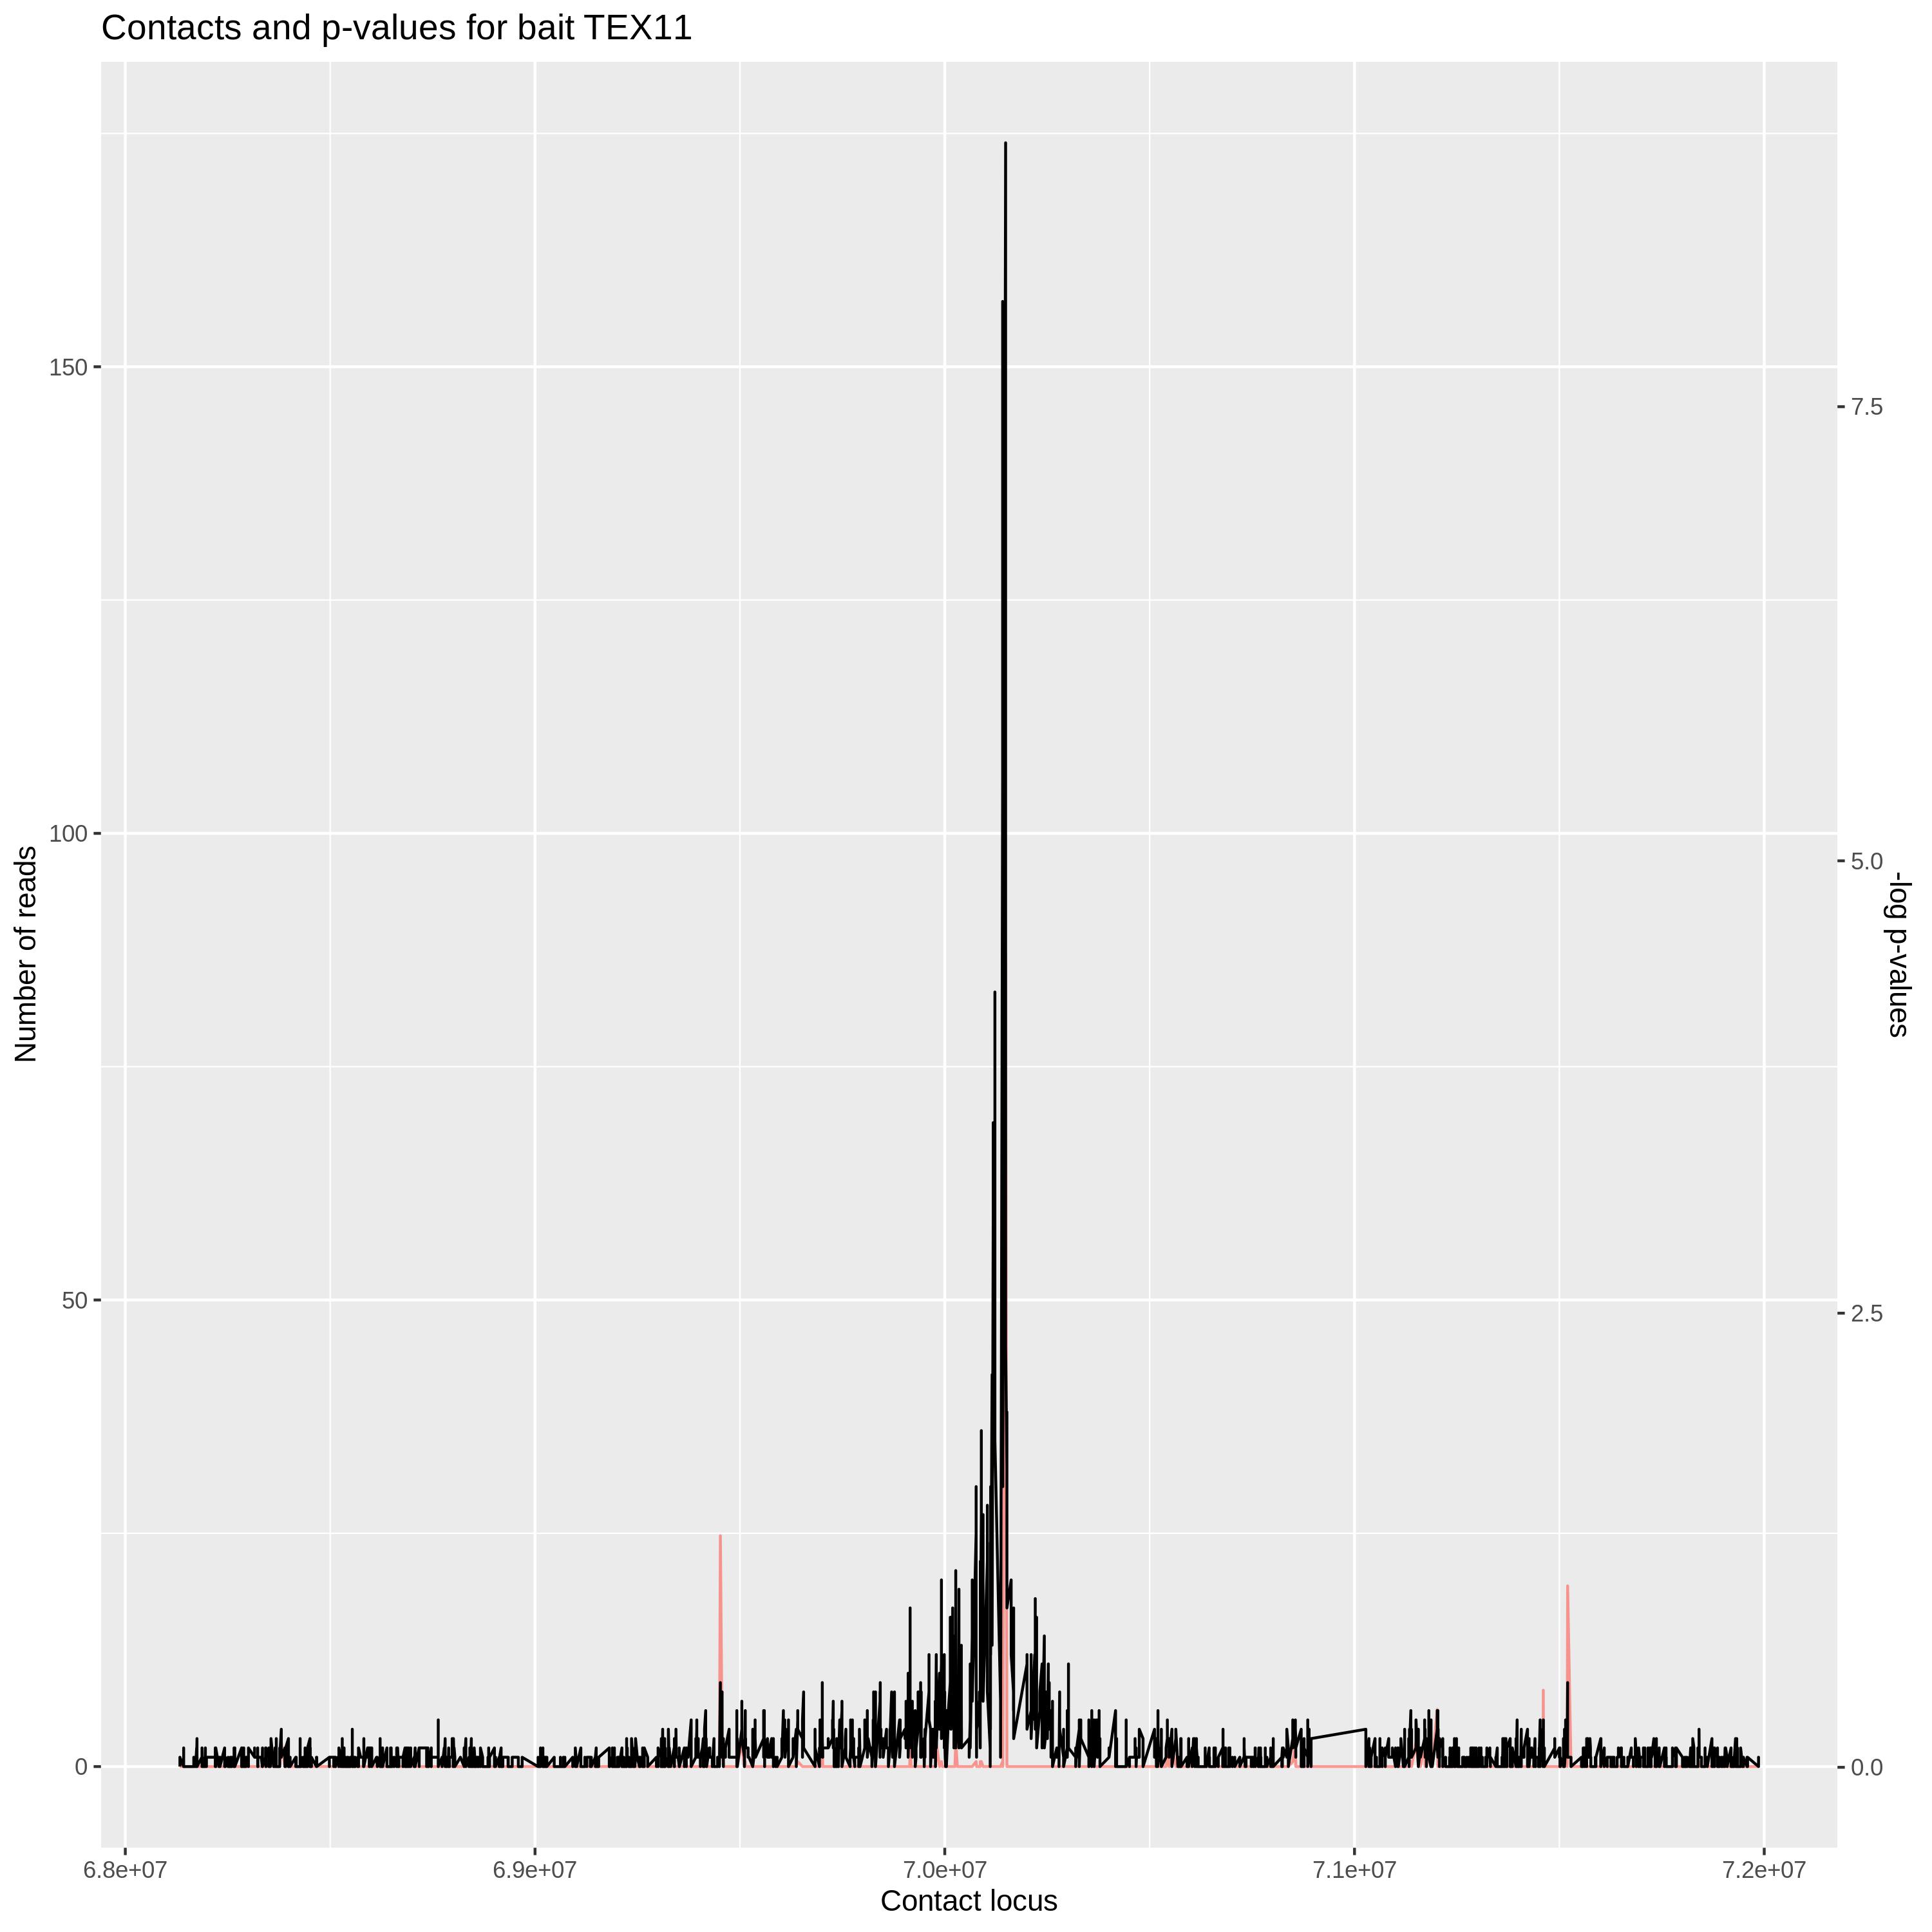 Contacts and p-values for bait TEX11
150
100
50
0
Number of reads
7.5
5.0
2.5
0.0
-log p-values
6.8e+07
6.9e+07
7.0e+07
7.1e+07
7.2e+07
Contact locus